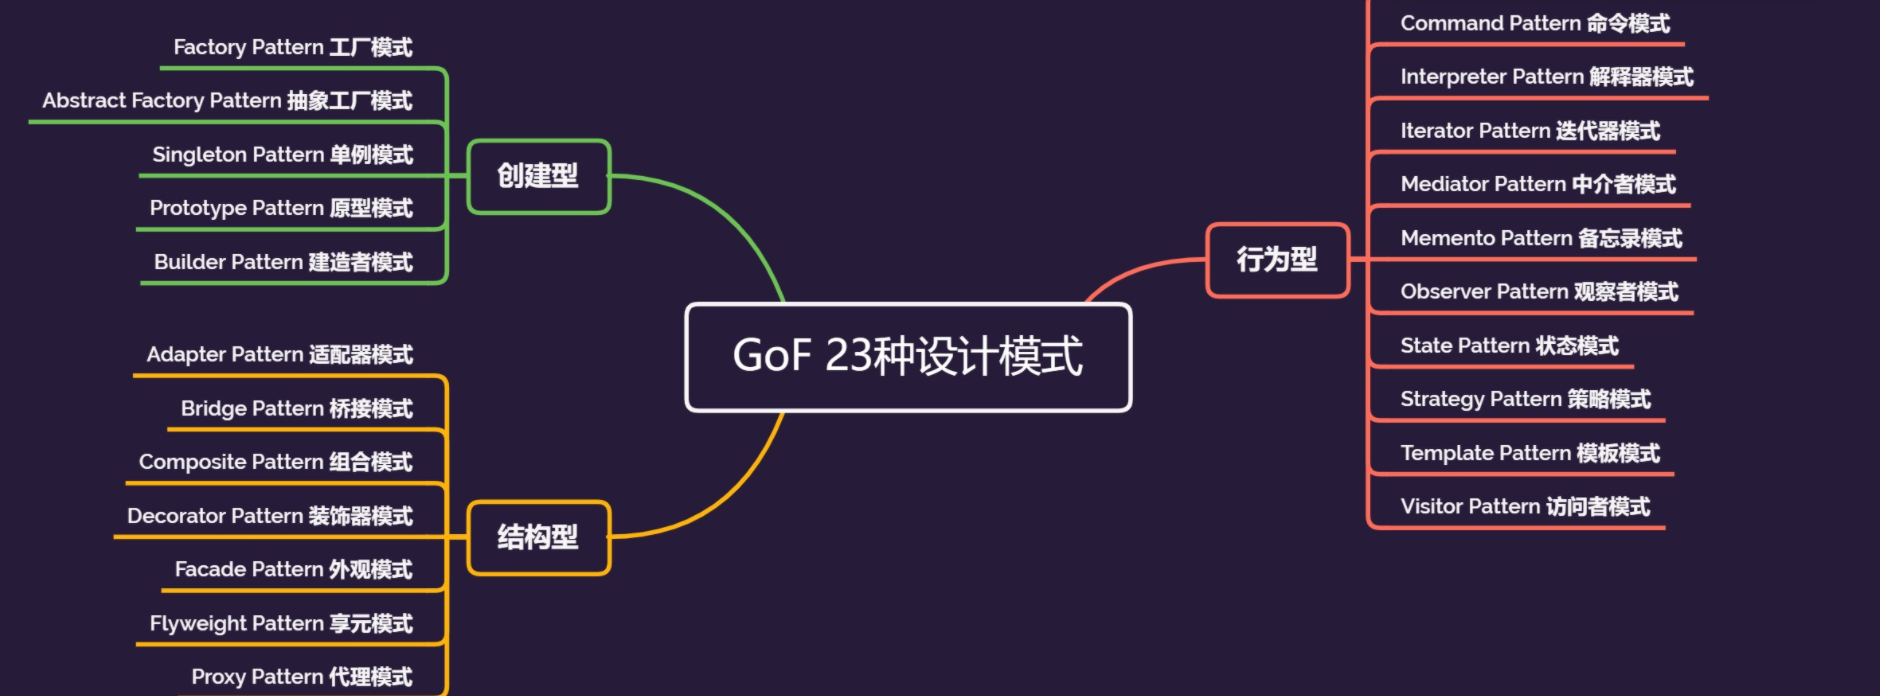 GoF 23种设计模式
创建型
Factory Pattern 工厂模式
Abstract Factory Pattern 抽象工厂模式
Singleton Pattern 单例模式
Prototype Pattern 原型模式
Builder Pattern 建造者模式
结构型
Adapter Pattern 适配器模式
Bridge Pattern 桥接模式
Composite Pattern 组合模式
Decorator Pattern 装饰器模式
Facade Pattern 外观模式
Flyweight Pattern 享元模式
Proxy Pattern 代理模式
行为型
Command Pattern 命令模式
Interpreter Pattern 解释器模式
Iterator Pattern 迭代器模式
Mediator Pattern 中介者模式
Memento Pattern 备忘录模式
Observer Pattern 观察者模式
State Pattern 状态模式
Strategy Pattern 策略模式
Template Pattern 模板模式
Visitor Pattern 访问者模式